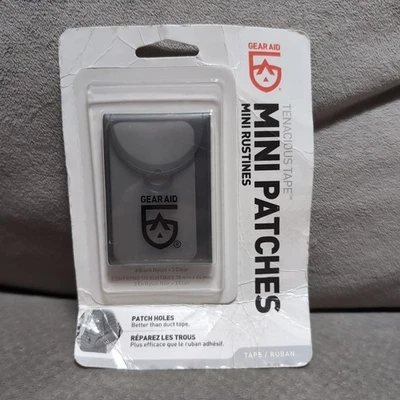 GEAR AID
TENACIOUS TAPE™
MINI PATCHES
MINI RUSTINES
GEAR AID
®
PATCH HOLES
Better than duct tape.
RÉPAREZ LES TROUS
Plus efficace que le ruban adhésif.
TAPE / RUBAN